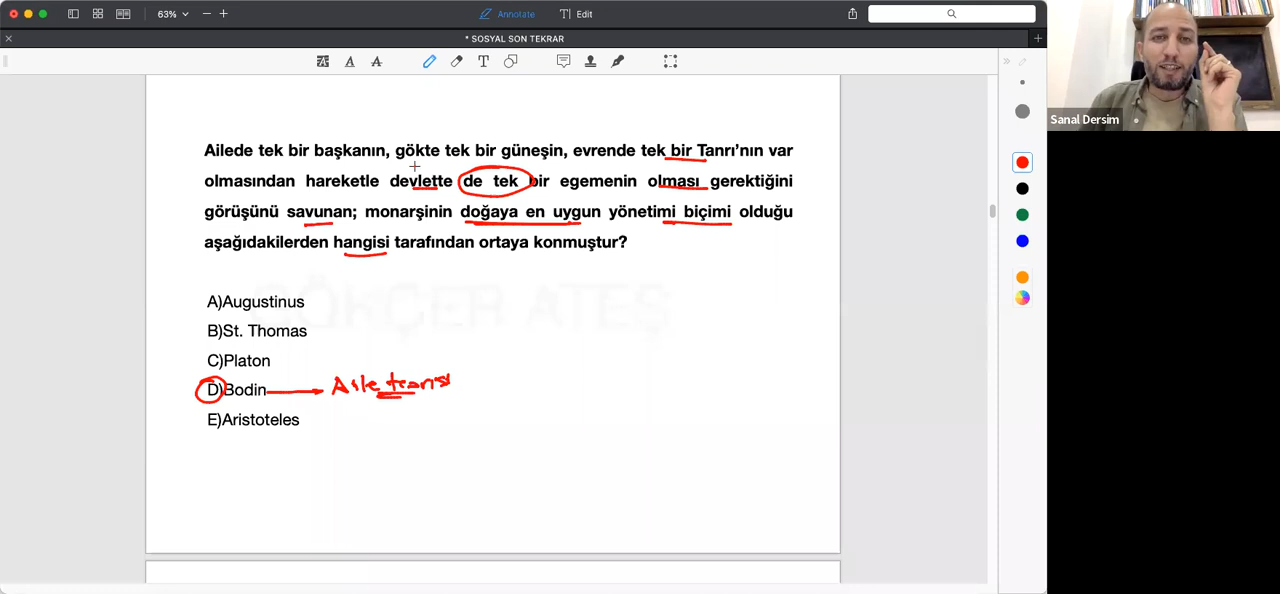 63%
Annotate
Edit
* SOSYAL SON TEKRAR
Sanal Dersim
Ailede tek bir başkanın, gökte tek bir güneşin, evrende tek bir Tanrı'nın var
olmasından hareketle devlette de tek bir egemenin olması gerektiğini
görüşünü savunan; monarşinin doğaya en uygun yönetimi biçimi olduğu
aşağıdakilerden hangisi tarafından ortaya konmuştur?
GÖKÇER ATEŞ
A)Augustinus
B)St. Thomas
C)Platon
D)Bodin
Aile teorisi
E)Aristoteles